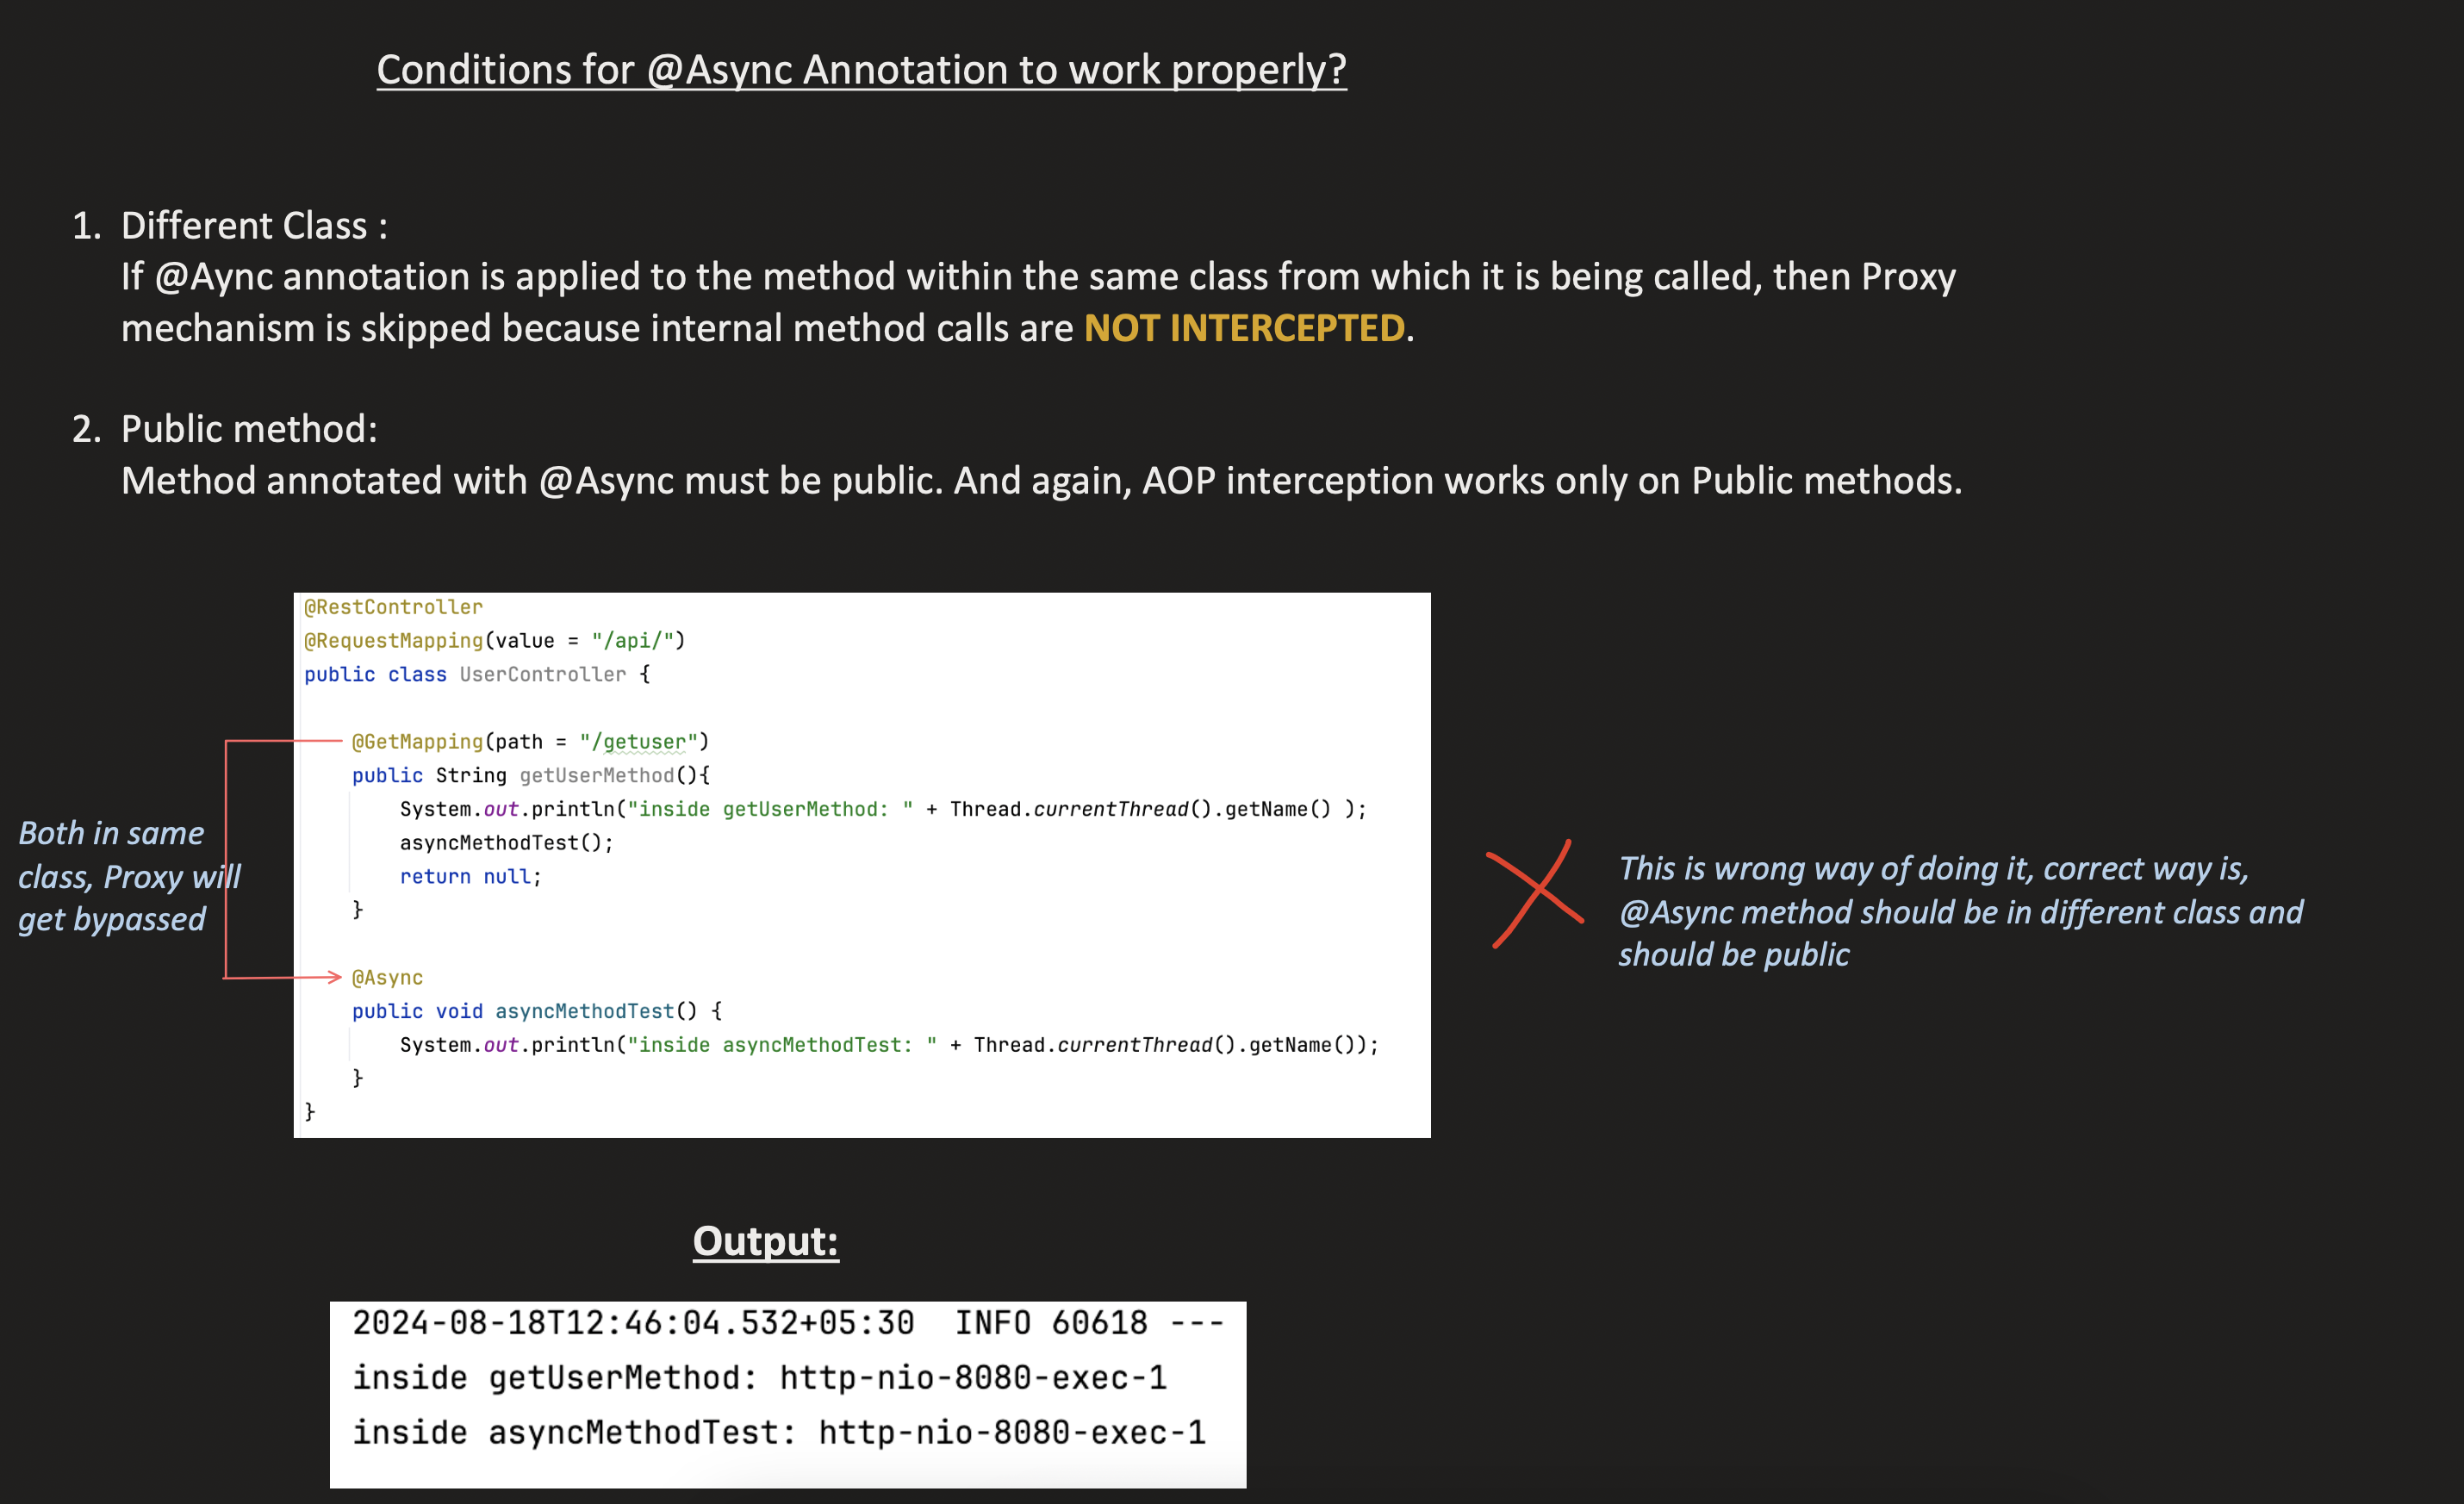 Conditions for @Async Annotation to work properly?
1. Different Class :
If @Aync annotation is applied to the method within the same class from which it is being called, then Proxy
mechanism is skipped because internal method calls are NOT INTERCEPTED.
2. Public method:
Method annotated with @Async must be public. And again, AOP interception works only on Public methods.
@RestController
@RequestMapping(value = "/api/")
public class UserController {
@GetMapping(path = "/getuser")
public String getUserMethod(){
System.out.println("inside getUserMethod: " + Thread.currentThread().getName() );
asyncMethodTest();
return null;
}
@Async
public void asyncMethodTest() {
System.out.println("inside asyncMethodTest: " + Thread.currentThread().getName());
}
}
Both in same
class, Proxy will
get bypassed
This is wrong way of doing it, correct way is,
@Async method should be in different class and
should be public
Output:
2024-08-18T12:46:04.532+05:30  INFO 60618 ---
inside getUserMethod: http-nio-8080-exec-1
inside asyncMethodTest: http-nio-8080-exec-1